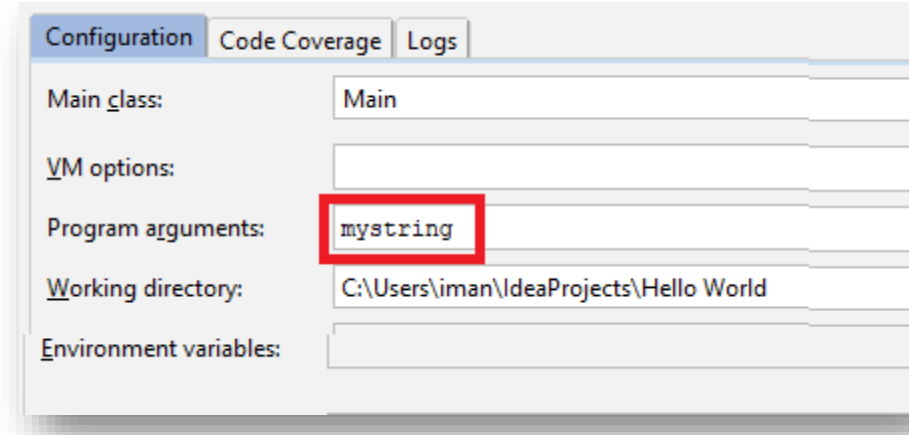 Configuration Code Coverage Logs
Main class: Main
VM options:
Program arguments: mystring
Working directory: C:\Users\iman\IdeaProjects\Hello World
Environment variables: